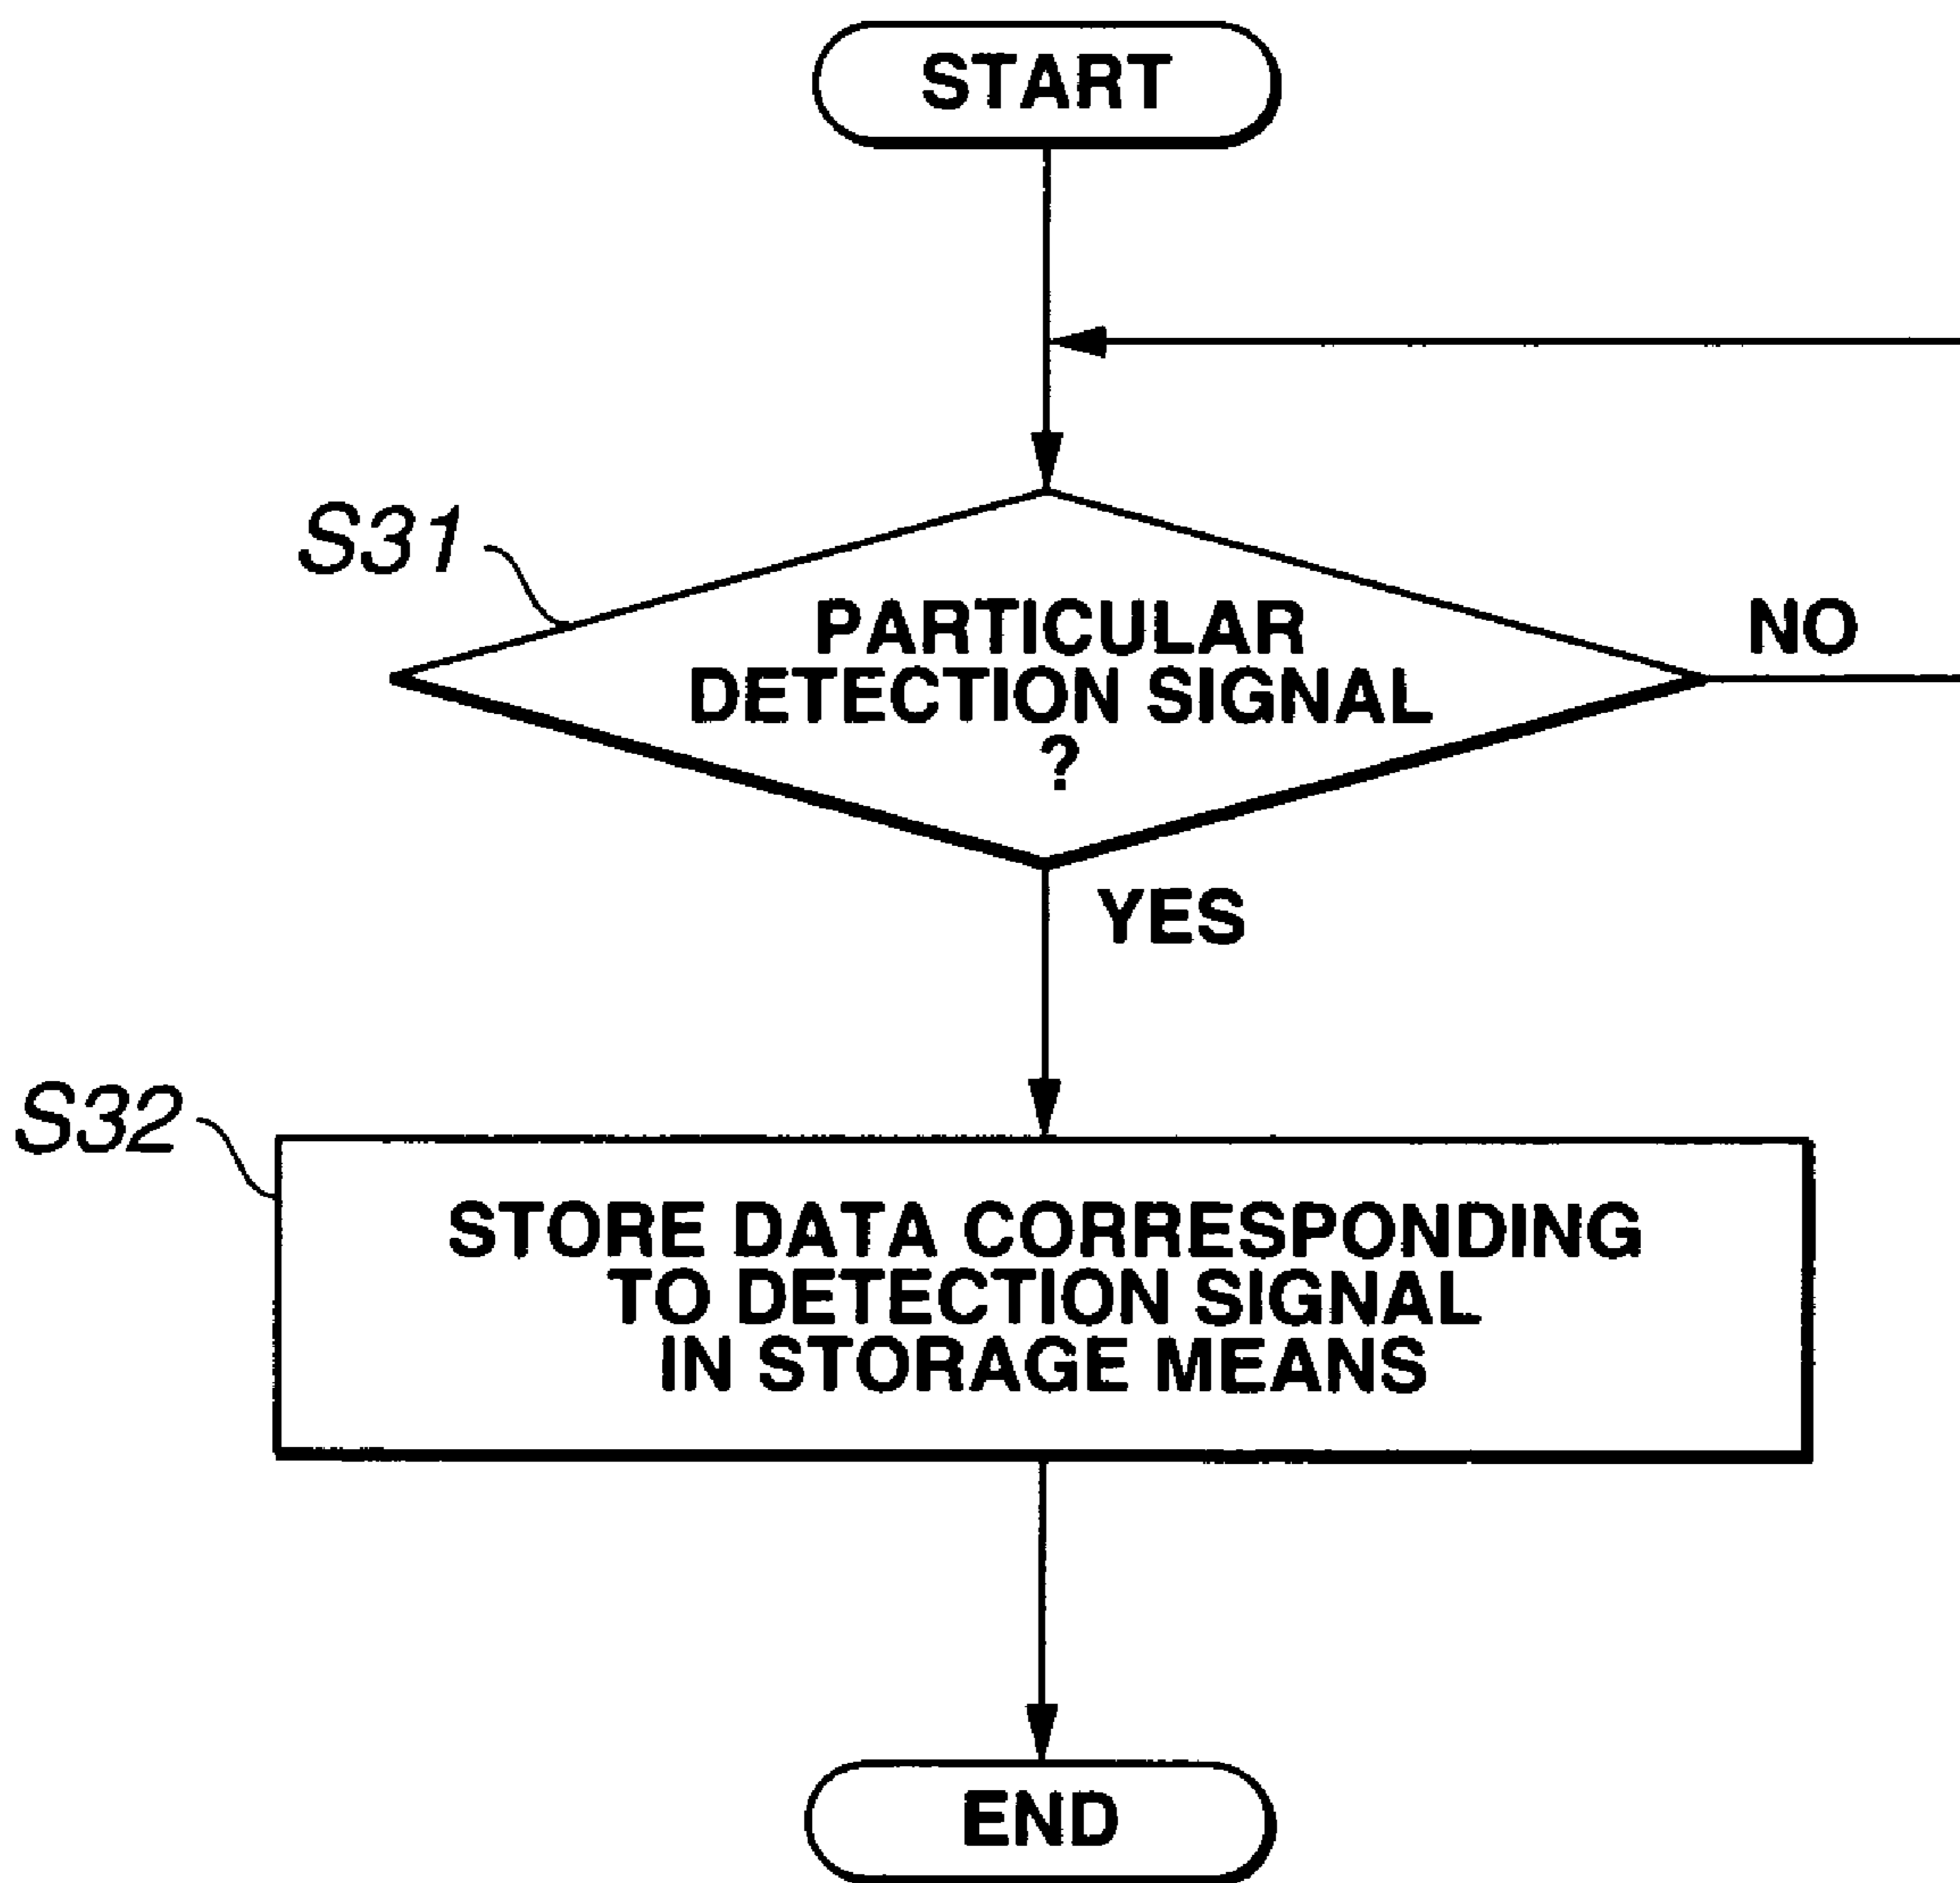 START
S31
PARTICULAR
DETECTION SIGNAL
?
NO
YES
S32
STORE DATA CORRESPONDING
TO DETECTION SIGNAL
IN STORAGE MEANS
END